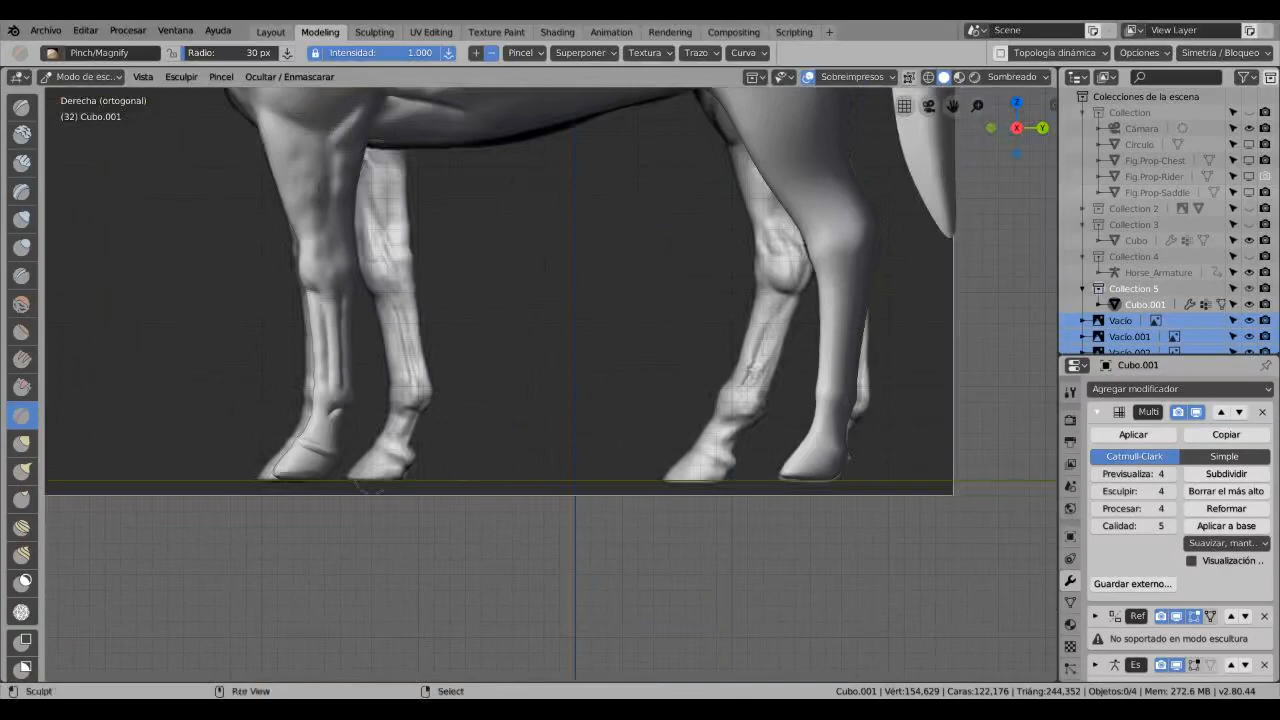 Archivo Editar Procesar Ventana Ayuda Layout Modeling Sculpting UV Editing Texture Paint Shading Animation Rendering Compositing Scripting + Scene View Layer
Pinch/Magnify Radio: 30 px Intensidad: 1.000 Pincel Superponer Textura Trazo Curva Topología dinámica Opciones Simetría / Bloqueo
Modo de esc... Vista Esculpir Pincel Ocultar / Enmascarar Sobreimpresos Sombreado
Derecha (ortogonal)
(32) Cubo.001
Z
X
Y
Colecciones de la escena
Collection
Cámara
Círculo
Fig.Prop-Chest
Fig.Prop-Rider
Fig.Prop-Saddle
Collection 2
Collection 3
Cubo
Collection 4
Horse_Armature
Collection 5
Cubo.001
Vacío
Vacío.001
Vacío.002
Cubo.001
Agregar modificador
Multi
Aplicar Copiar
Catmull-Clark Simple
Previsualiza: 4 Subdividir
Esculpir: 4 Borrar el más alto
Procesar: 4 Reformar
Calidad: 5 Aplicar a base
Suavizar, mant...
Visualización ..
Guardar externo...
Ref
No soportado en modo escultura
Es
Sculpt Select Cubo.001 | Vért:154,629 | Caras:122,176 | Triáng:244,352 | Objetos:0/4 | Mem: 272.6 MB | v2.80.44